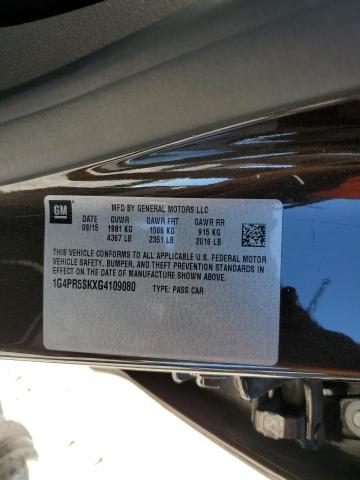 GM
MFD BY GENERAL MOTORS LLC
DATE GVWR GAWR FRT GAWR RR
09/15 1981 KG 1066 KG 915 KG
4367 LB 2351 LB 2016 LB
THIS VEHICLE CONFORMS TO ALL APPLICABLE U.S. FEDERAL MOTOR
VEHICLE SAFETY, BUMPER, AND THEFT PREVENTION STANDARDS IN
EFFECT ON THE DATE OF MANUFACTURE SHOWN ABOVE.
1G4PR5SKXG4109080 TYPE: PASS CAR